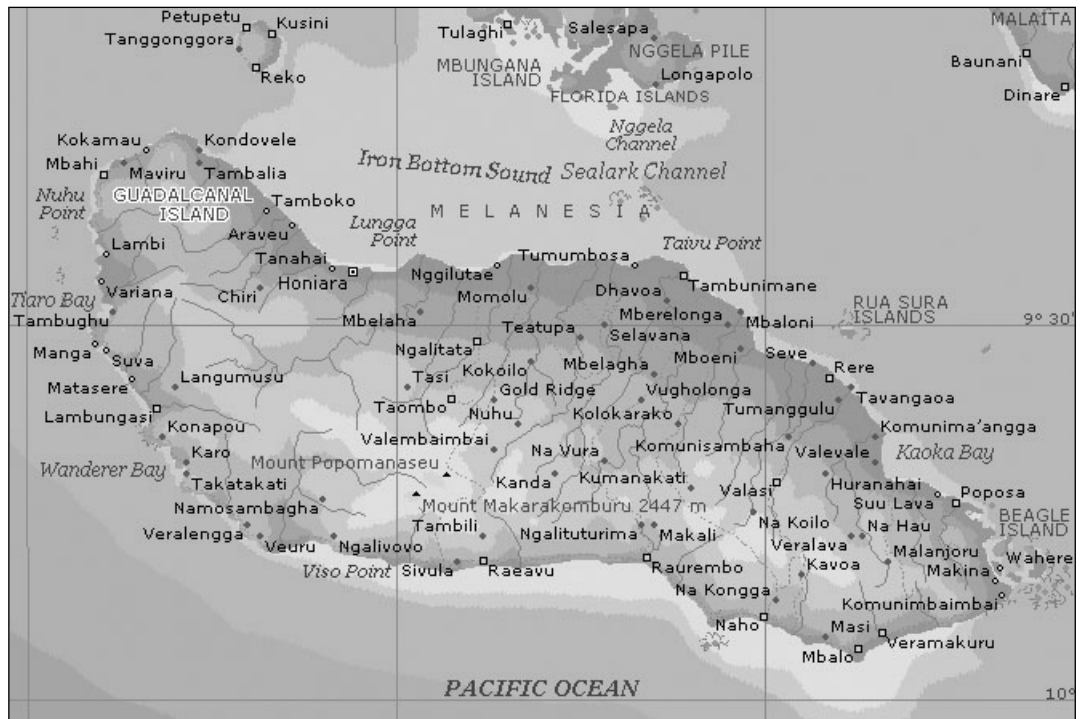 Petupetu
Kusini
Tanggonggora
Reko
Tulaghi
Salesapa
NGGELA PILE
MBUNGANA
ISLAND
Longapolo
FLORIDA ISLANDS
MALAITA
Baunani
Dinare
Nggela
Channel
Kokamau
Kondovele
Mbahi
Maviru
Tambalia
Iron Bottom Sound
Sealark Channel
Nuhu
Point
GUADALCANAL
ISLAND
Tamboko
Lungga
Point
MELANESIA
Araveu
Lambi
Tanahai
Honiara
Nggilutae
Tumumbosa
Taivu Point
Tiaro Bay
Variana
Chiri
Momolu
Dhavoa
Tambunimane
RUA SURA
ISLANDS
Tambughu
Mbelaha
Teatupa
Selavana
Mberelonga
Mbaloni
9° 30'
Manga
Suva
Ngalitata
Kokoilo
Mbelagha
Mboeni
Seve
Rere
Matasere
Langumusu
Tasi
Gold Ridge
Vugholonga
Tavangaoa
Lambungasi
Taombo
Nuhu
Kolokarako
Tumanggulu
Konapou
Valembaimbai
Na Vura
Komunisambaha
Komunima'angga
Wanderer Bay
Karo
Mount Popomanaseu
Valevale
Kaoka Bay
Takatakati
Kanda
Kumanakati
Valasi
Huranahai
Poposa
Namosambagha
Mount Makarakomburu 2447 m
Suu Lava
BEAGLE
ISLAND
Veralengga
Veuru
Ngalivovo
Tambili
Ngalituturima
Makali
Na Koilo
Na Hau
Veralava
Malanjoru
Wahere
Viso Point
Sivula
Raeavu
Raurembo
Kavoa
Makina
Na Kongga
Komunimbaimbai
Naho
Masi
Veramakuru
Mbalo
PACIFIC OCEAN
10°